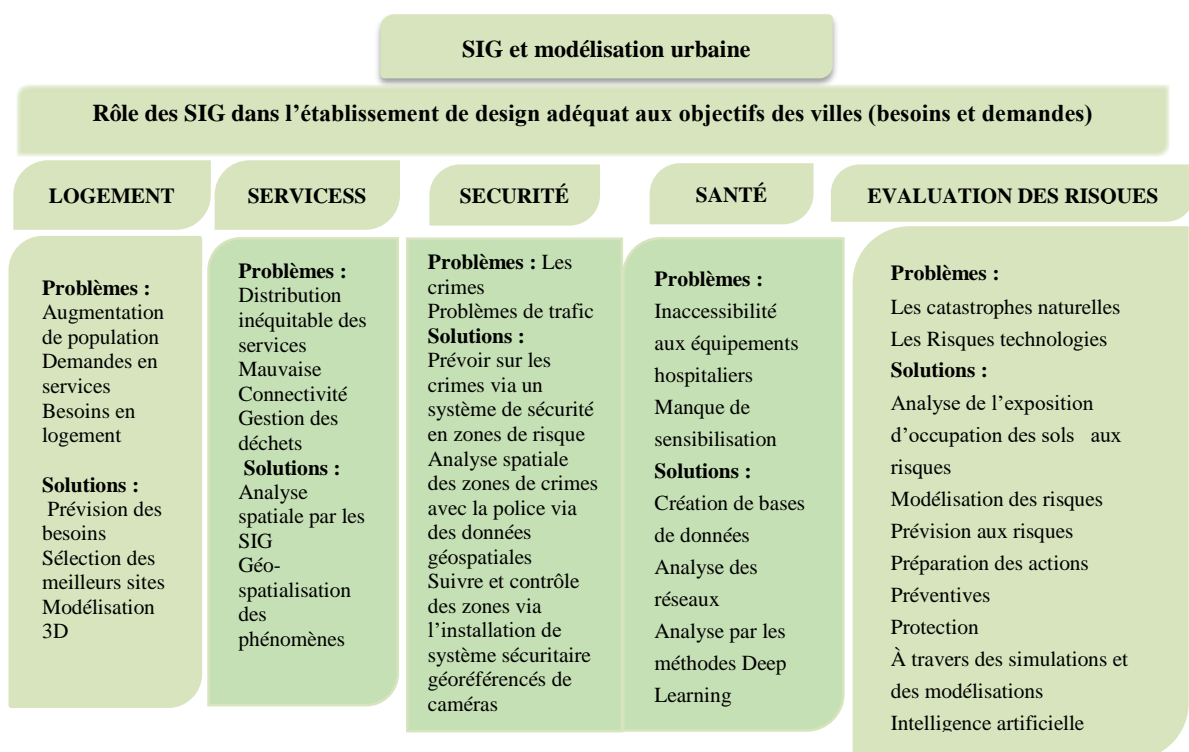 SIG et modélisation urbaine
Rôle des SIG dans l’établissement de design adéquat aux objectifs des villes (besoins et demandes)
LOGEMENT
Problèmes :
Augmentation
de population
Demandes en
services
Besoins en
logement
Solutions :
Prévision des
besoins
Sélection des
meilleurs sites
Modélisation
3D
SERVICESS
Problèmes :
Distribution
inéquitable des
services
Mauvaise
Connectivité
Gestion des
déchets
Solutions :
Analyse
spatiale par les
SIG
Géo-
spatialisation
des
phénomènes
SECURITÉ
Problèmes : Les
crimes
Problèmes de trafic
Solutions :
Prévoir sur les
crimes via un
système de sécurité
en zones de risque
Analyse spatiale
des zones de crimes
avec la police via
des données
géospatiales
Suivre et contrôle
des zones via
l’installation de
système sécuritaire
géoréférencés de
caméras
SANTÉ
Problèmes :
Inaccessibilité
aux équipements
hospitaliers
Manque de
sensibilisation
Solutions :
Création de bases
de données
Analyse des
réseaux
Analyse par les
méthodes Deep
Learning
EVALUATION DES RISQUES
Problèmes :
Les catastrophes naturelles
Les Risques technologies
Solutions :
Analyse de l’exposition
d’occupation des sols aux
risques
Modélisation des risques
Prévision aux risques
Préparation des actions
Préventives
Protection
À travers des simulations et
des modélisations
Intelligence artificielle